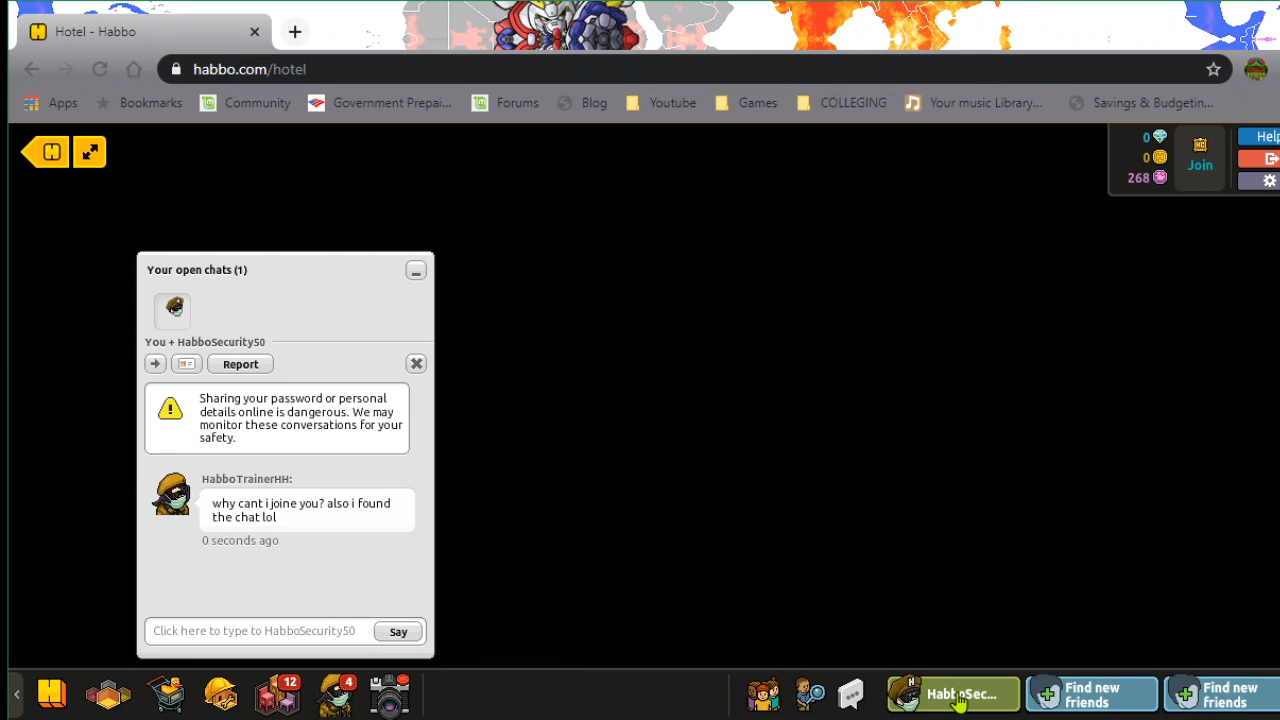 Hotel - Habbo
habbo.com/hotel
Apps Bookmarks Community Government Prepai... Forums Blog Youtube Games COLLEGING Your music Library... Savings & Budgetin...
0
0
268
Join
Help
Your open chats (1)
You + HabboSecurity50
Report
Sharing your password or personal
details online is dangerous. We may
monitor these conversations for your
safety.
HabboTrainerHH:
why cant i joine you? also i found
the chat lol
0 seconds ago
Click here to type to HabboSecurity50
Say
12
4
HabboSec...
Find new
friends
Find new
friends